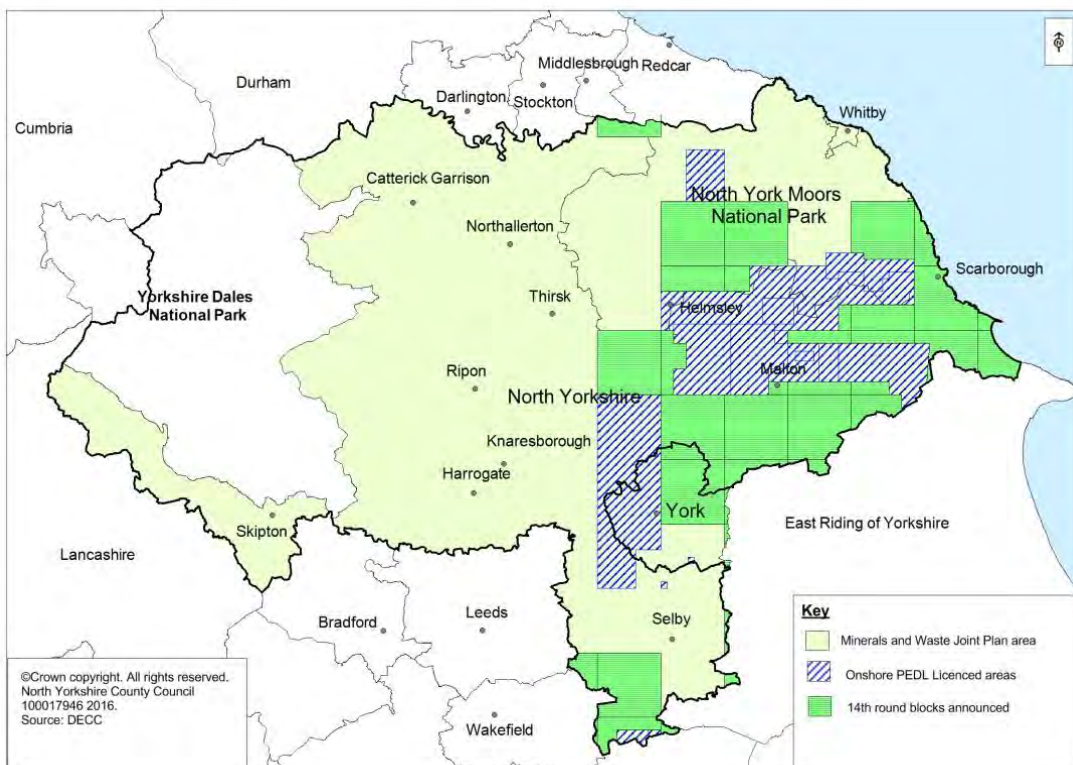 Durham
Middlesbrough
Redcar
Darlington
Stockton
Cumbria
Whitby
Catterick Garrison
North York Moors
National Park
Northallerton
Scarborough
Yorkshire Dales
National Park
Thirsk
Helmsley
Ripon
Malton
North Yorkshire
Knaresborough
Harrogate
York
Skipton
East Riding of Yorkshire
Lancashire
Bradford
Leeds
Selby
Wakefield
Key
Minerals and Waste Joint Plan area
Onshore PEDL Licenced areas
14th round blocks announced
©Crown copyright. All rights reserved.
North Yorkshire County Council
100017946 2016.
Source: DECC